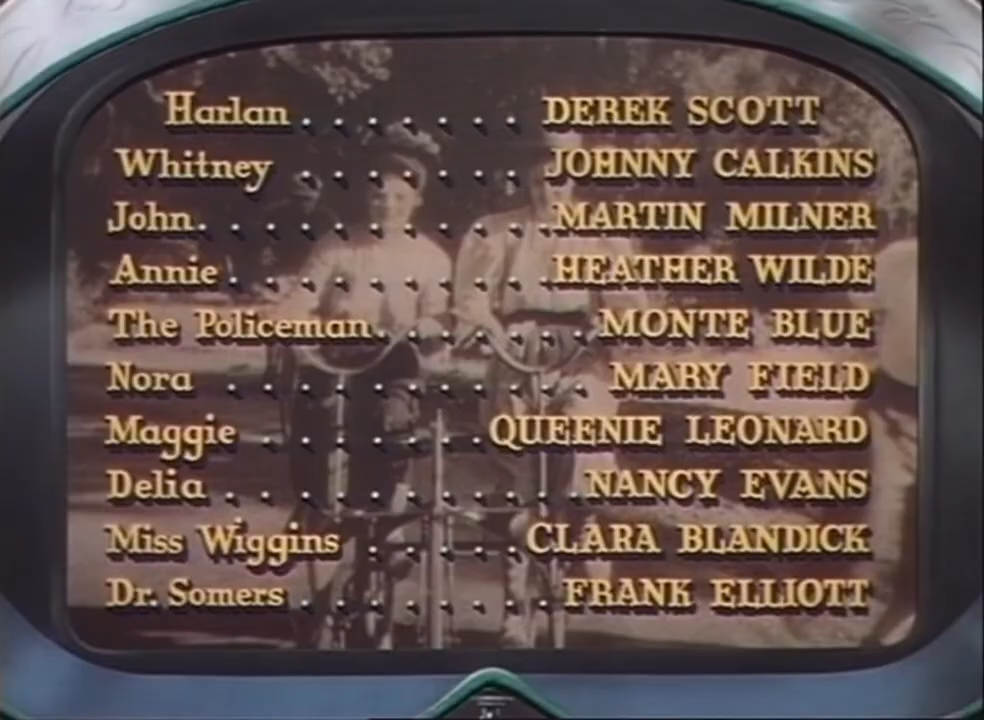 Harlan . . . . . . . DEREK SCOTT
Whitney . . . . . . . JOHNNY CALKINS
John . . . . . . . . . . MARTIN MILNER
Annie . . . . . . . . . HEATHER WILDE
The Policeman . . . . . . MONTE BLUE
Nora . . . . . . . . . . MARY FIELD
Maggie . . . . . . . QUEENIE LEONARD
Delia . . . . . . . . . . NANCY EVANS
Miss Wiggins . . . . . CLARA BLANDICK
Dr. Somers . . . . . . . . FRANK ELLIOTT